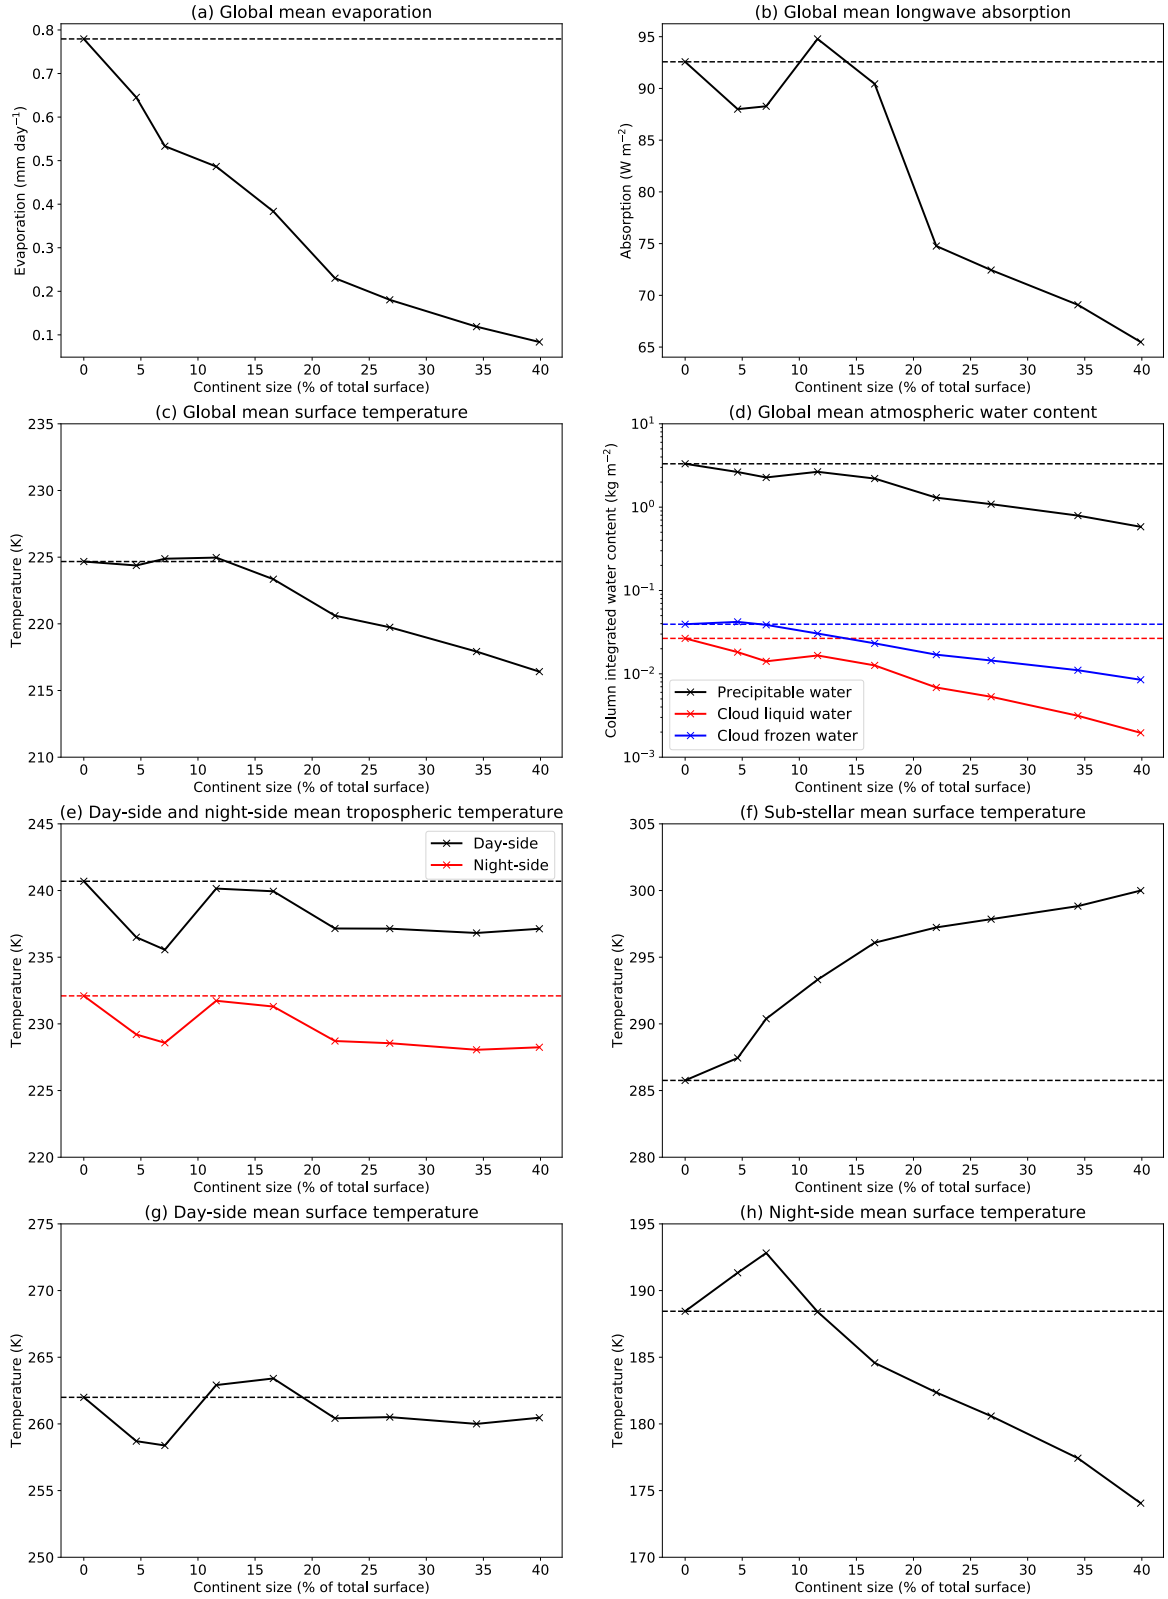 (a) Global mean evaporation
0.8
0.7
0.6
0.5
0.4
0.3
0.2
0.1
Evaporation (mm day⁻¹)
0 5 10 15 20 25 30 35 40
Continent size (% of total surface)
(b) Global mean longwave absorption
95
90
85
80
75
70
65
Absorption (W m⁻²)
0 5 10 15 20 25 30 35 40
Continent size (% of total surface)
(c) Global mean surface temperature
235
230
225
220
215
210
Temperature (K)
0 5 10 15 20 25 30 35 40
Continent size (% of total surface)
(d) Global mean atmospheric water content
10¹
10⁰
10⁻¹
10⁻²
10⁻³
Column integrated water content (kg m⁻²)
Precipitable water
Cloud liquid water
Cloud frozen water
0 5 10 15 20 25 30 35 40
Continent size (% of total surface)
(e) Day-side and night-side mean tropospheric temperature
245
240
235
230
225
220
Temperature (K)
Day-side
Night-side
0 5 10 15 20 25 30 35 40
Continent size (% of total surface)
(f) Sub-stellar mean surface temperature
305
300
295
290
285
280
Temperature (K)
0 5 10 15 20 25 30 35 40
Continent size (% of total surface)
(g) Day-side mean surface temperature
275
270
265
260
255
250
Temperature (K)
0 5 10 15 20 25 30 35 40
Continent size (% of total surface)
(h) Night-side mean surface temperature
195
190
185
180
175
170
Temperature (K)
0 5 10 15 20 25 30 35 40
Continent size (% of total surface)